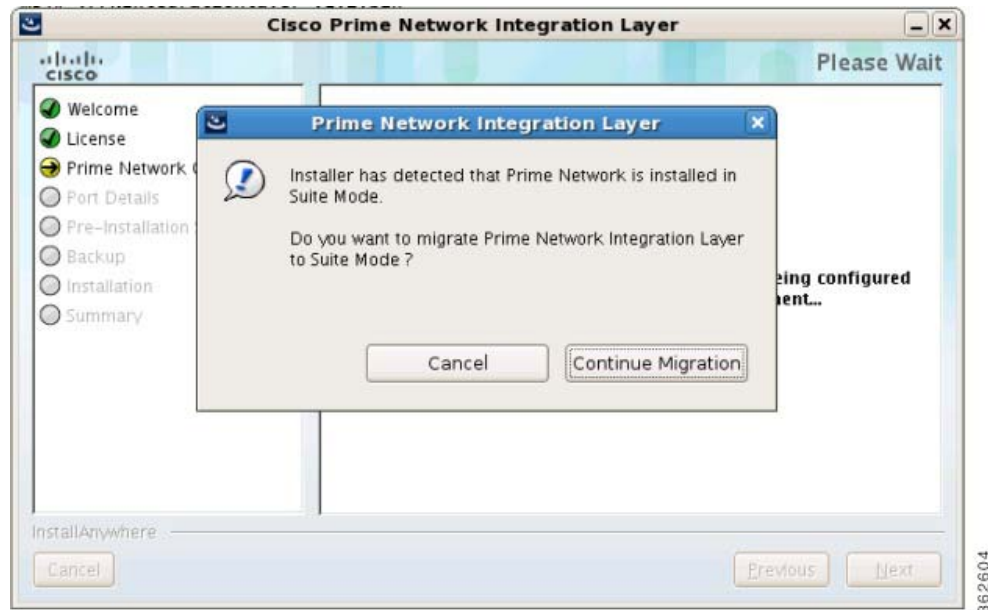 Cisco Prime Network Integration Layer
CISCO
Please Wait
Welcome
License
Prime Network
Port Details
Pre-Installation
Backup
Installation
Summary
Prime Network Integration Layer
Installer has detected that Prime Network is installed in
Suite Mode.
Do you want to migrate Prime Network Integration Layer
to Suite Mode ?
Cancel
Continue Migration
eing configured
ent...
InstallAnywhere
Cancel
Previous
Next
362604